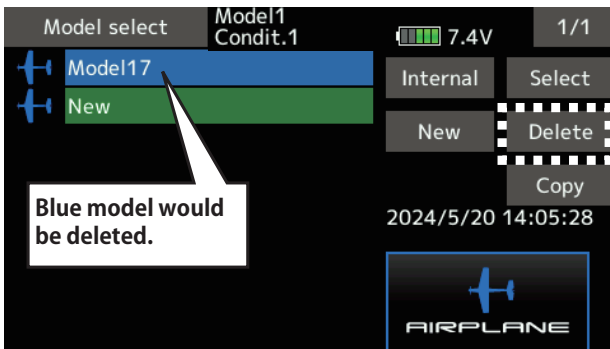 Model select
Model1
Condit.1
7.4V
1/1
Model17
Internal
Select
New
New
Delete
Copy
Blue model would
be deleted.
2024/5/20 14:05:28
AIRPLANE